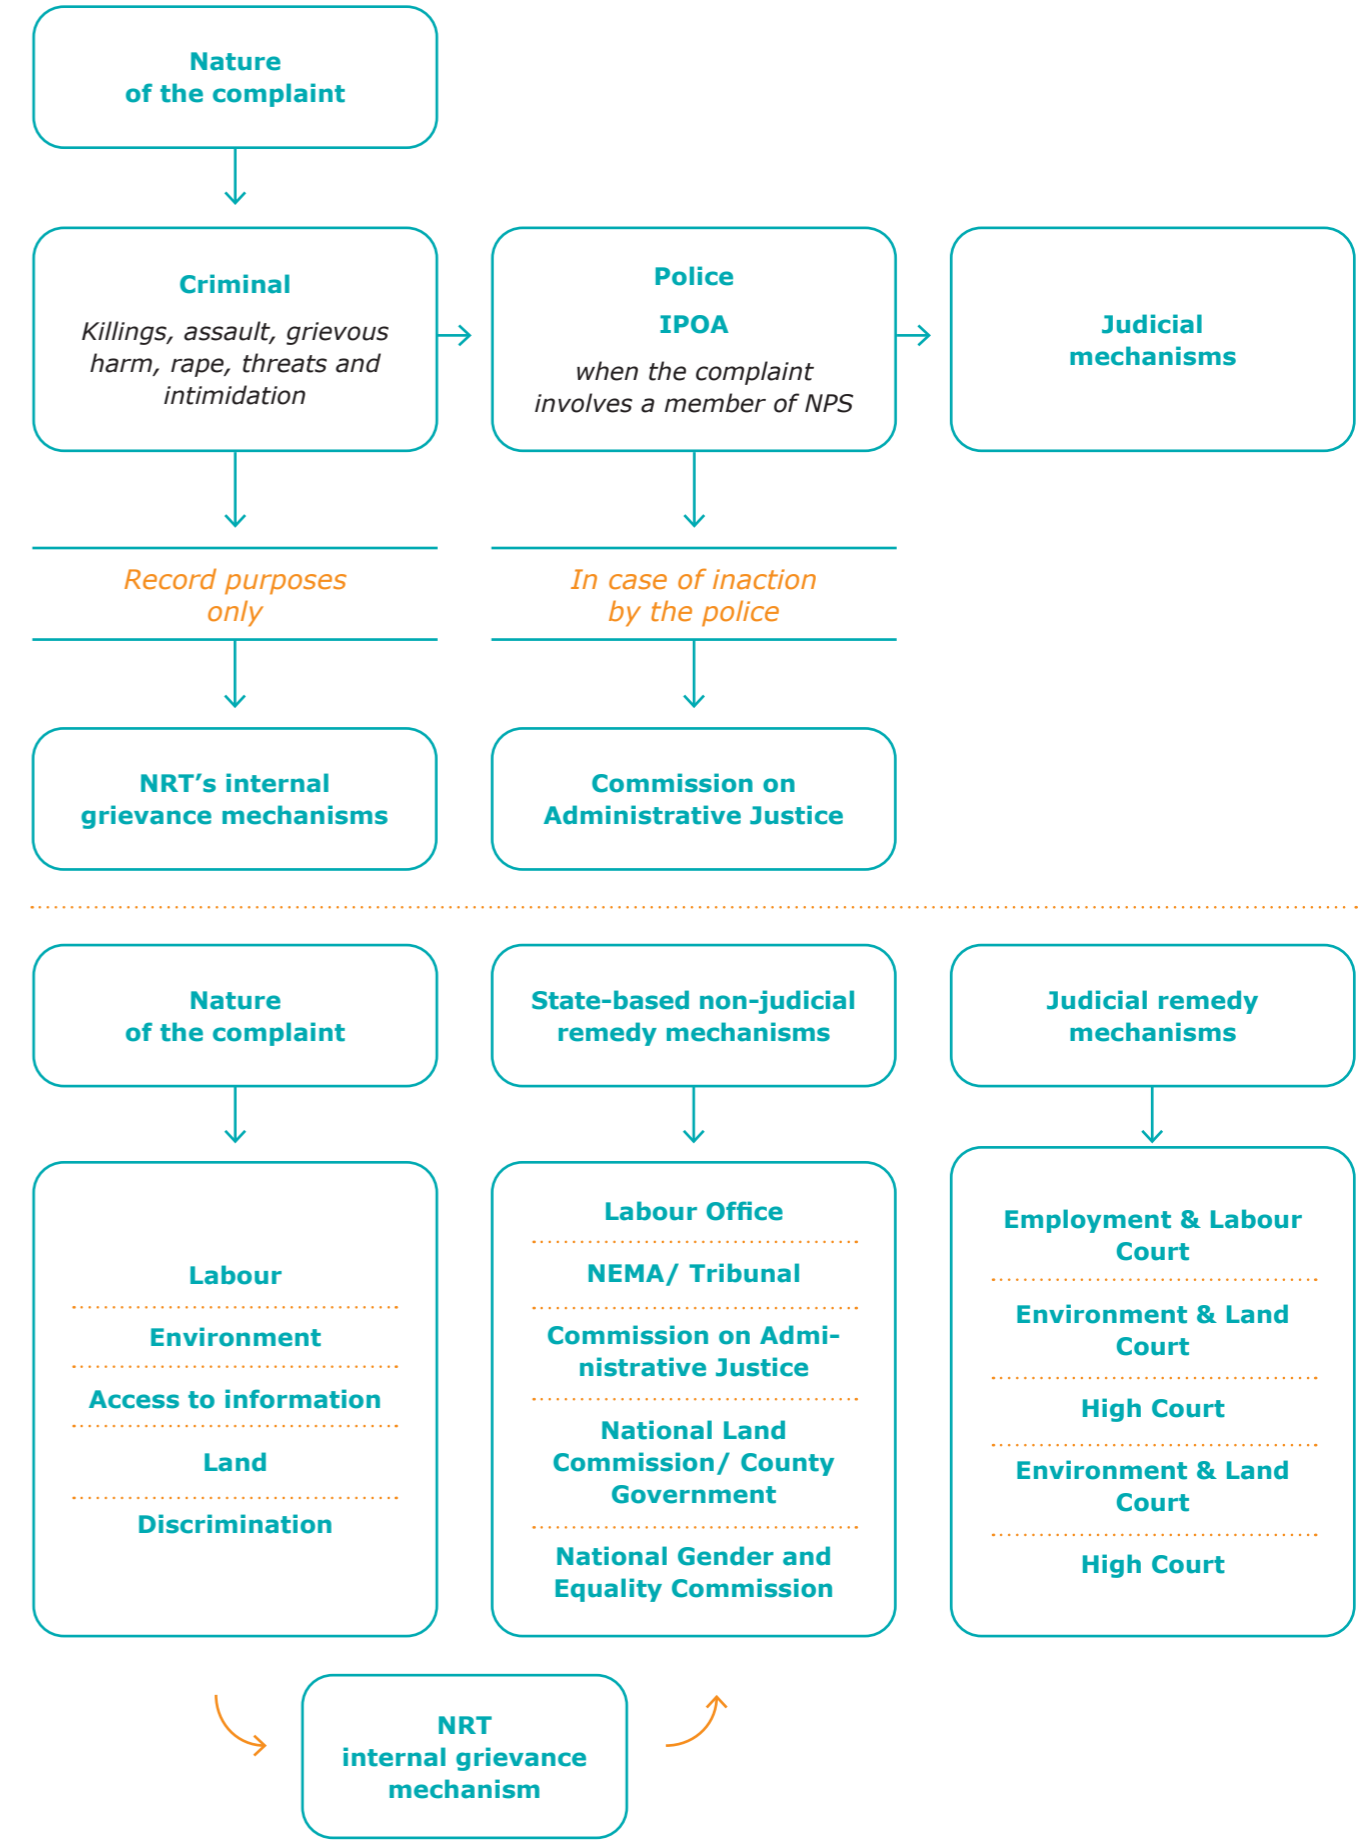 Nature
of the complaint
Criminal
Killings, assault, grievous
harm, rape, threats and
intimidation
Police
IPOA
when the complaint
involves a member of NPS
Judicial
mechanisms
Record purposes
only
In case of inaction
by the police
NRT’s internal
grievance mechanisms
Commission on
Administrative Justice
Nature
of the complaint
State-based non-judicial
remedy mechanisms
Judicial remedy
mechanisms
Labour
Environment
Access to information
Land
Discrimination
Labour Office
NEMA/ Tribunal
Commission on Admi-
nistrative Justice
National Land
Commission/ County
Government
National Gender and
Equality Commission
Employment & Labour
Court
Environment & Land
Court
High Court
Environment & Land
Court
High Court
NRT
internal grievance
mechanism